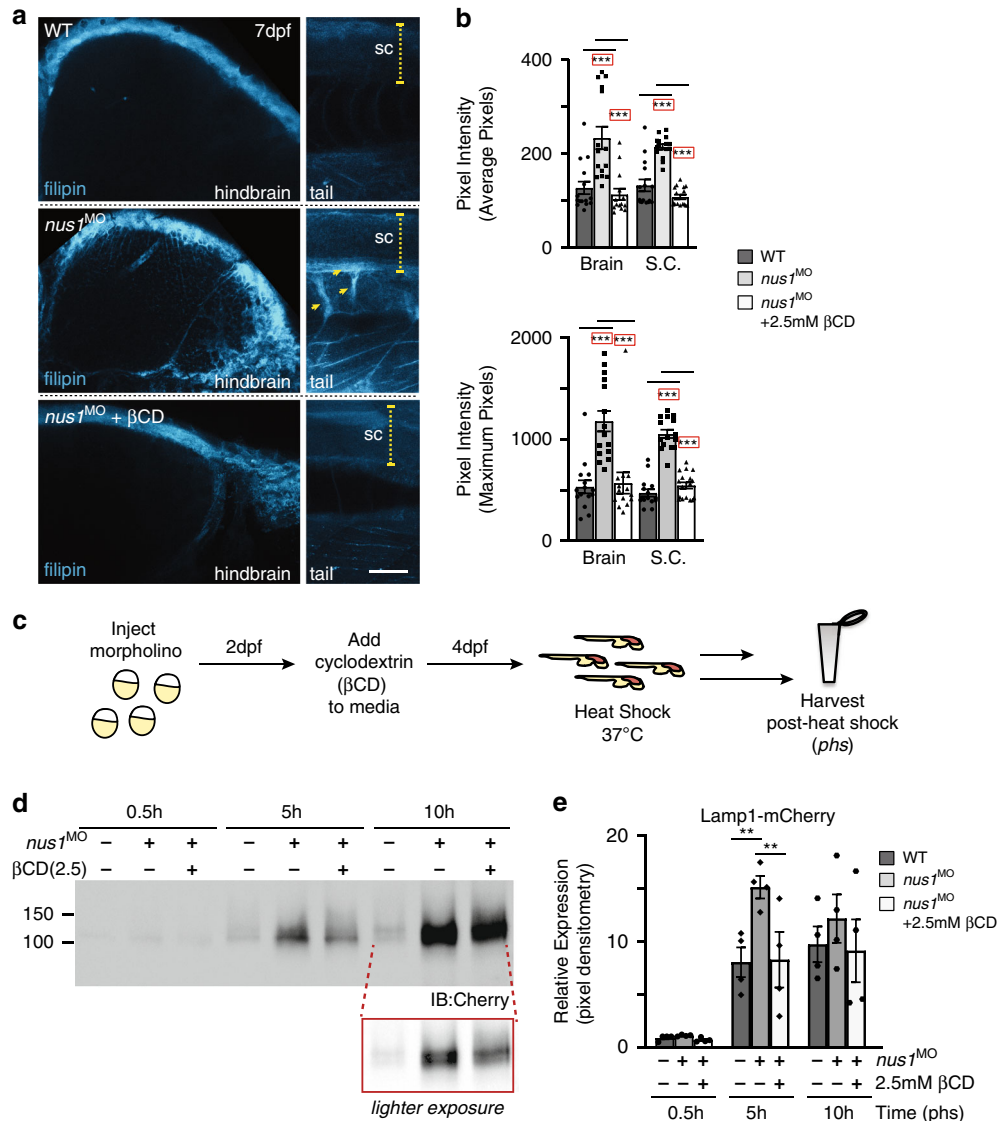 a
WT 7dpf
sc
filipin hindbrain tail
nus1MO
sc
filipin hindbrain tail
nus1MO + βCD
sc
filipin hindbrain tail
b
Pixel Intensity
(Average Pixels)
400
200
0
*** *** *** ***
Brain S.C.
WT
nus1MO
nus1MO
+2.5mM βCD
Pixel Intensity
(Maximum Pixels)
2000
1000
0
*** *** *** ***
Brain S.C.
c
Inject
morpholino
2dpf
Add
cyclodextrin
(βCD)
to media
4dpf
Heat Shock
37°C
Harvest
post-heat shock
(phs)
d
0.5h 5h 10h
nus1MO − + + − + + − + +
βCD(2.5) − − + − − + − − +
150
100
IB:Cherry
lighter exposure
e
Lamp1-mCherry
Relative Expression
(pixel densitometry)
20
10
0
** **
WT
nus1MO
nus1MO
+2.5mM βCD
− + + − + + − + + nus1MO
− − + − − + − − + 2.5mM βCD
0.5h 5h 10h Time (phs)